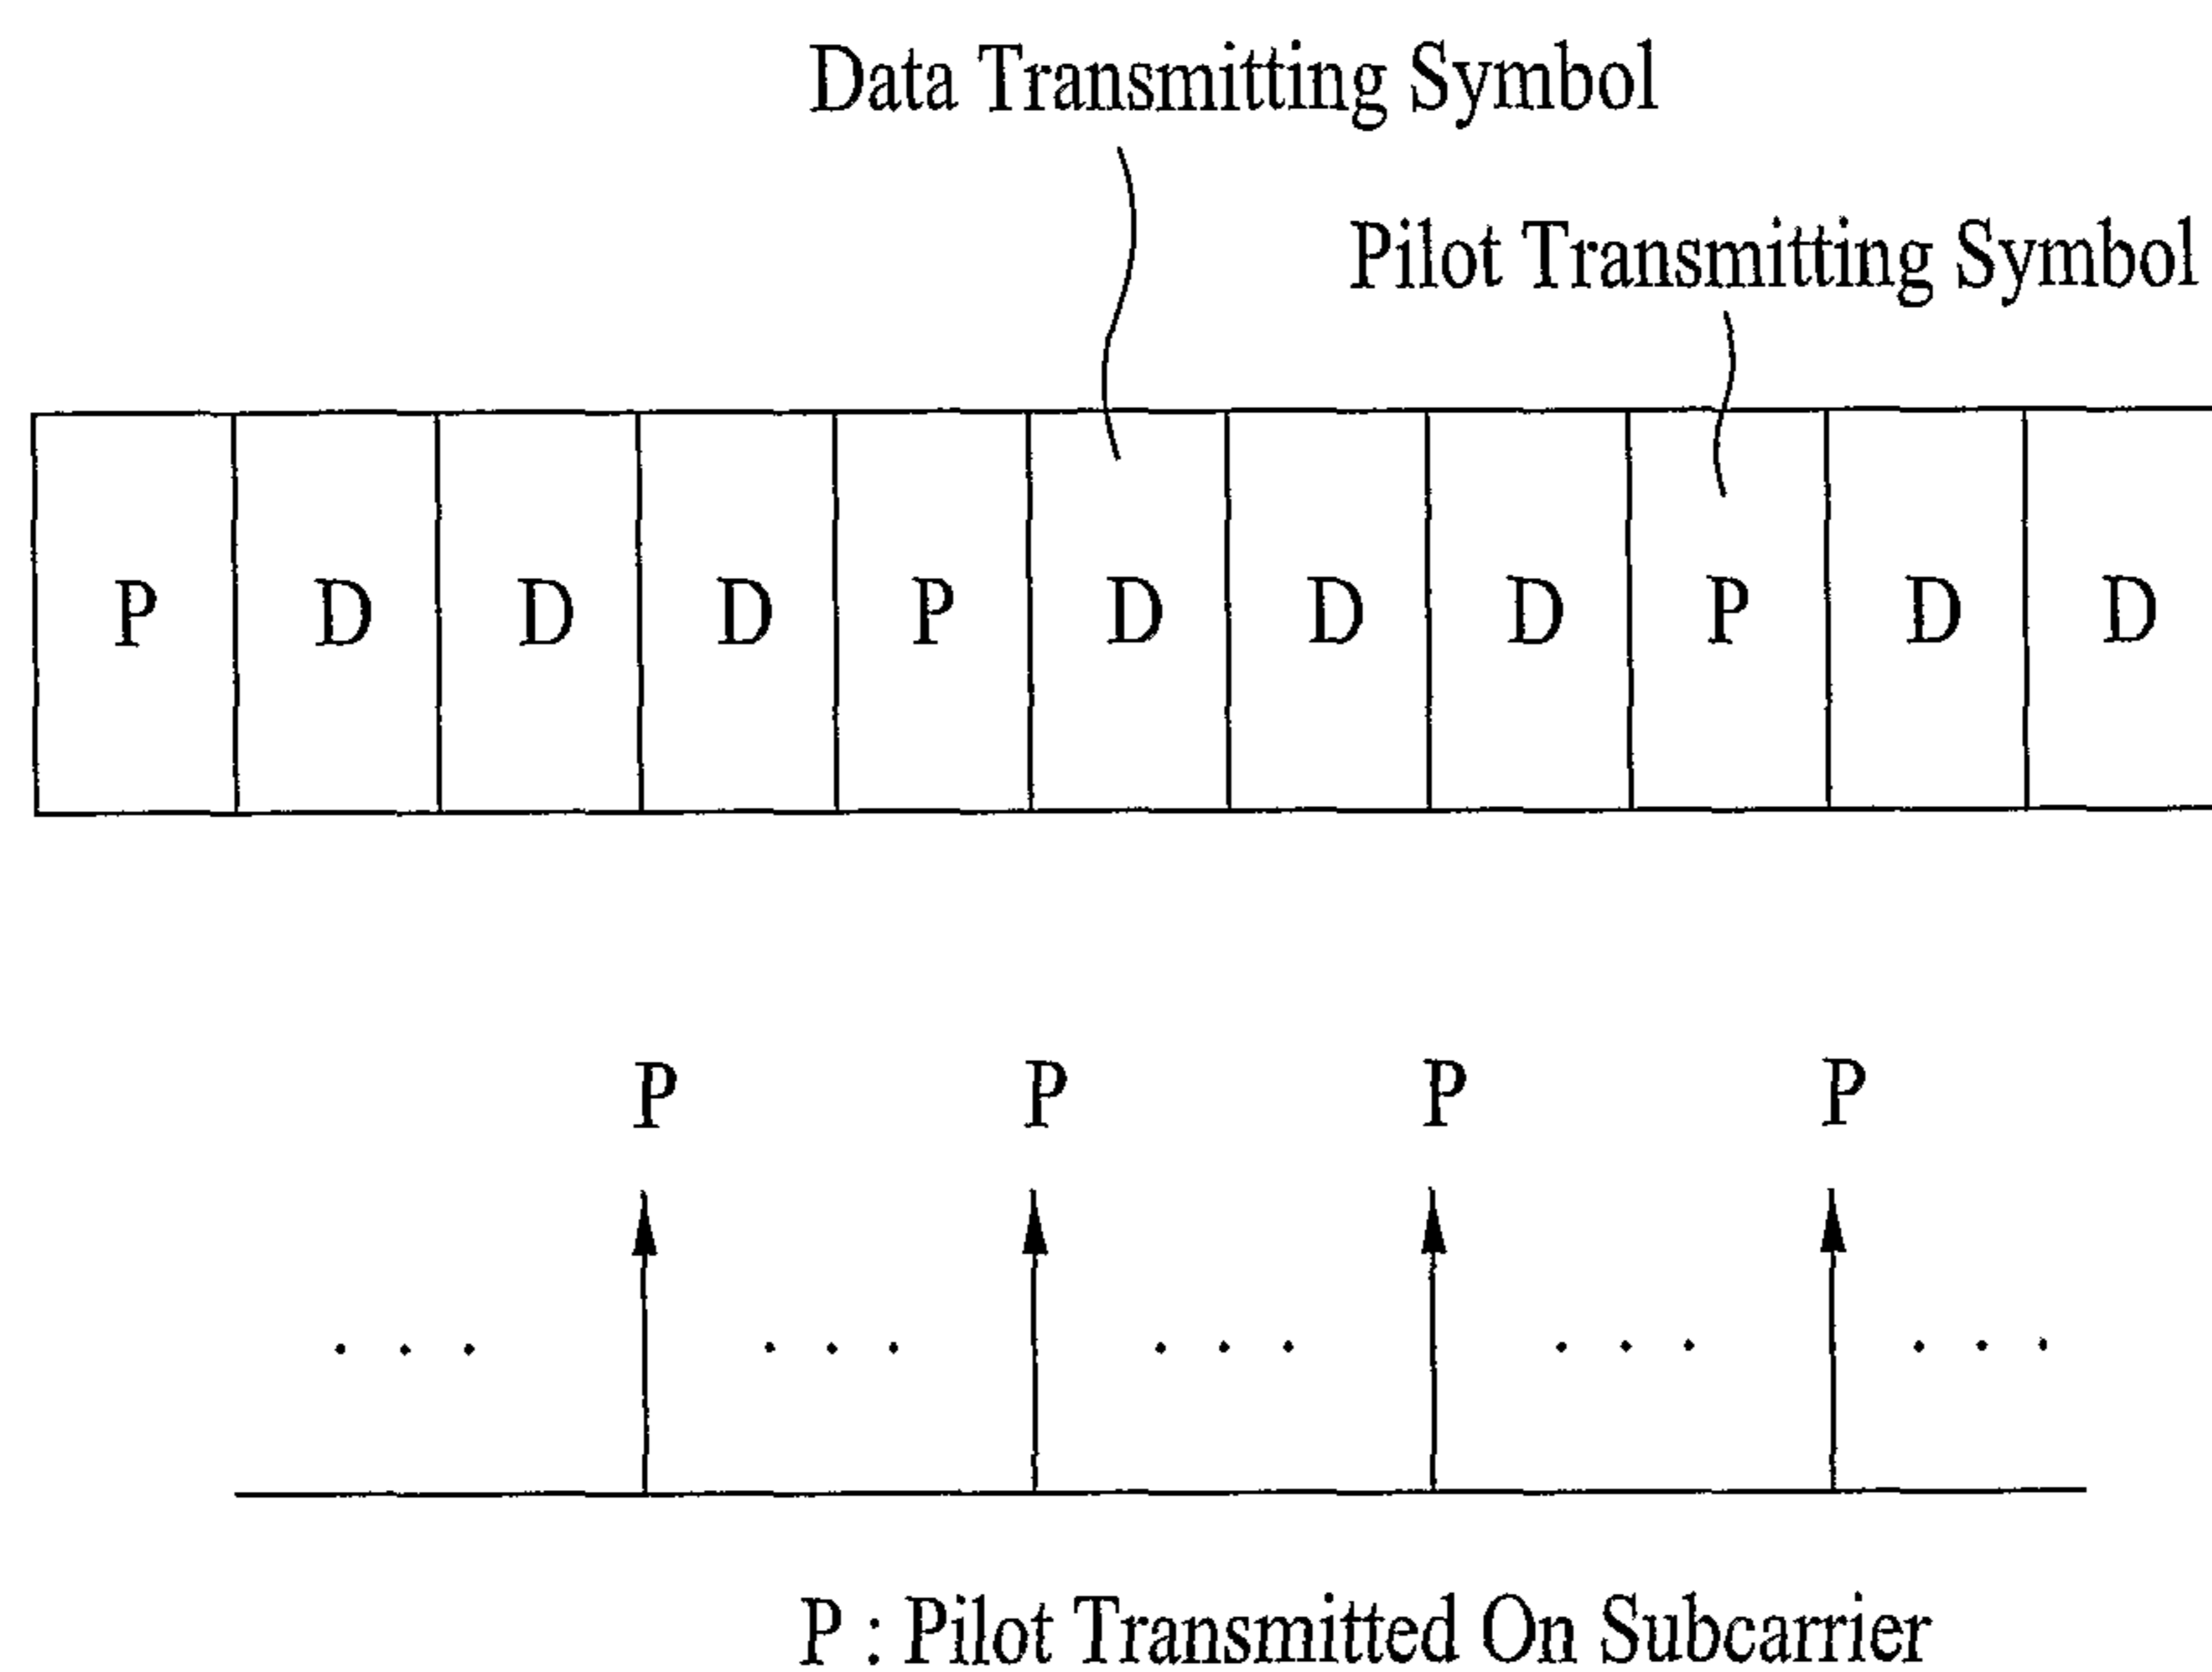 Data Transmitting Symbol
Pilot Transmitting Symbol
P D D D P D D D P D D
P P P P
P : Pilot Transmitted On Subcarrier